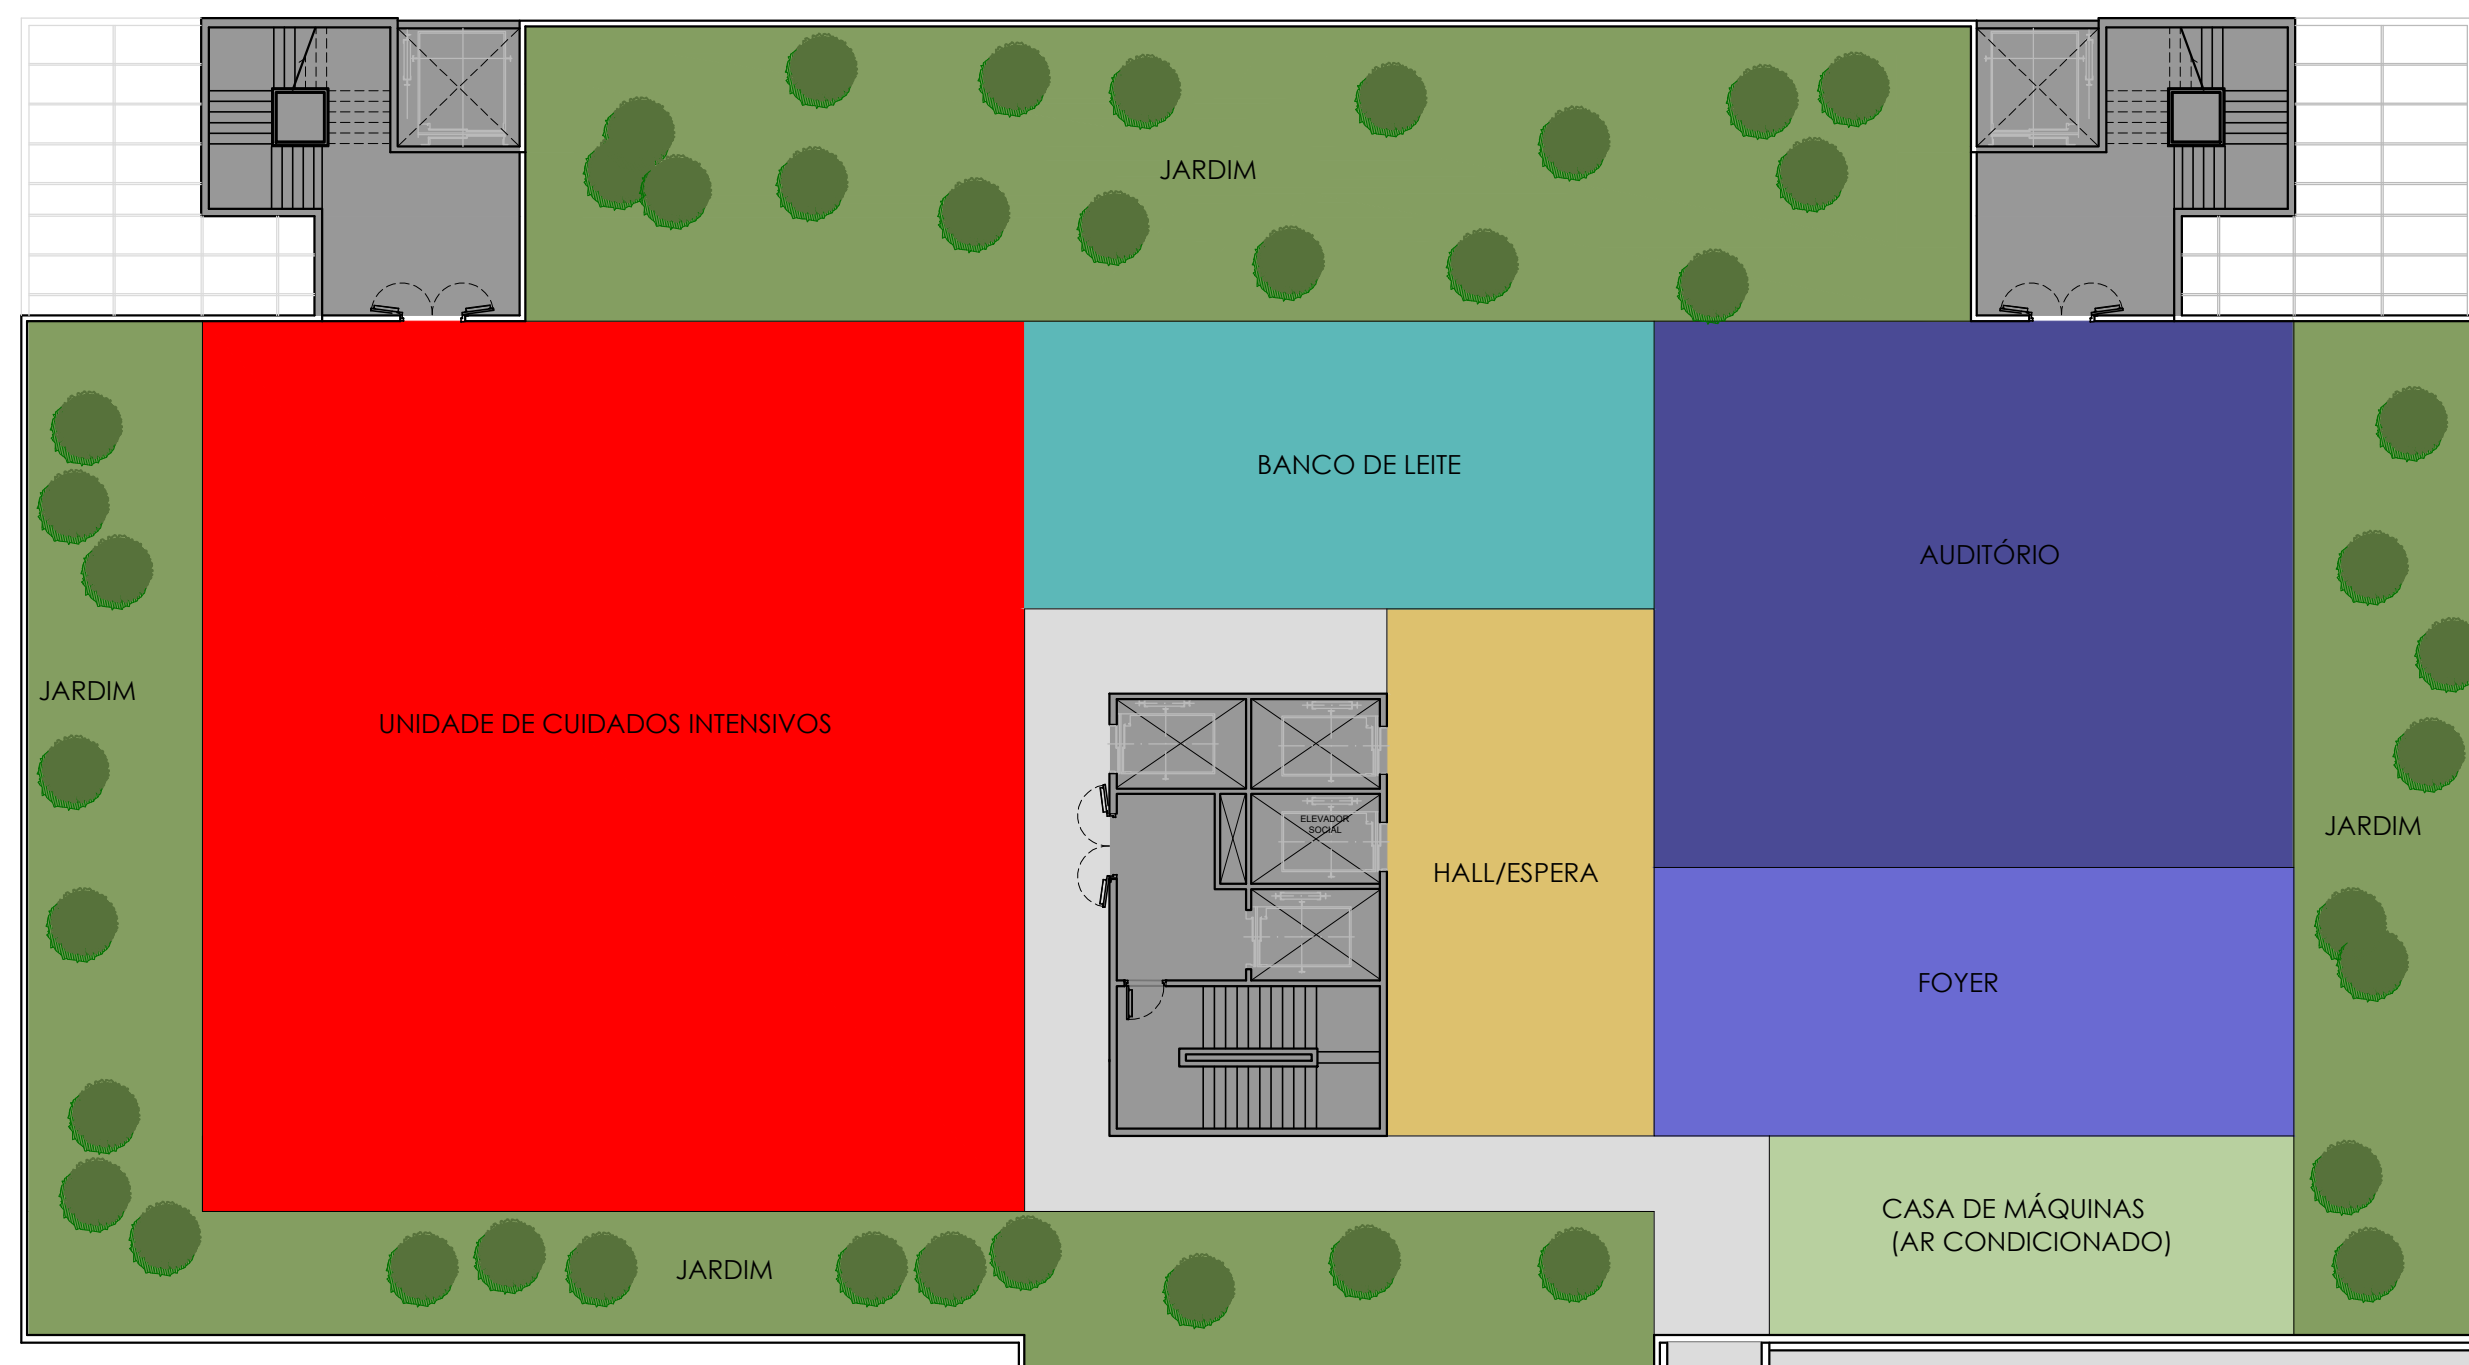 JARDIM
BANCO DE LEITE
AUDITÓRIO
JARDIM
UNIDADE DE CUIDADOS INTENSIVOS
ELEVADOR
SOCIAL
JARDIM
HALL/ESPERA
FOYER
CASA DE MÁQUINAS
(AR CONDICIONADO)
JARDIM